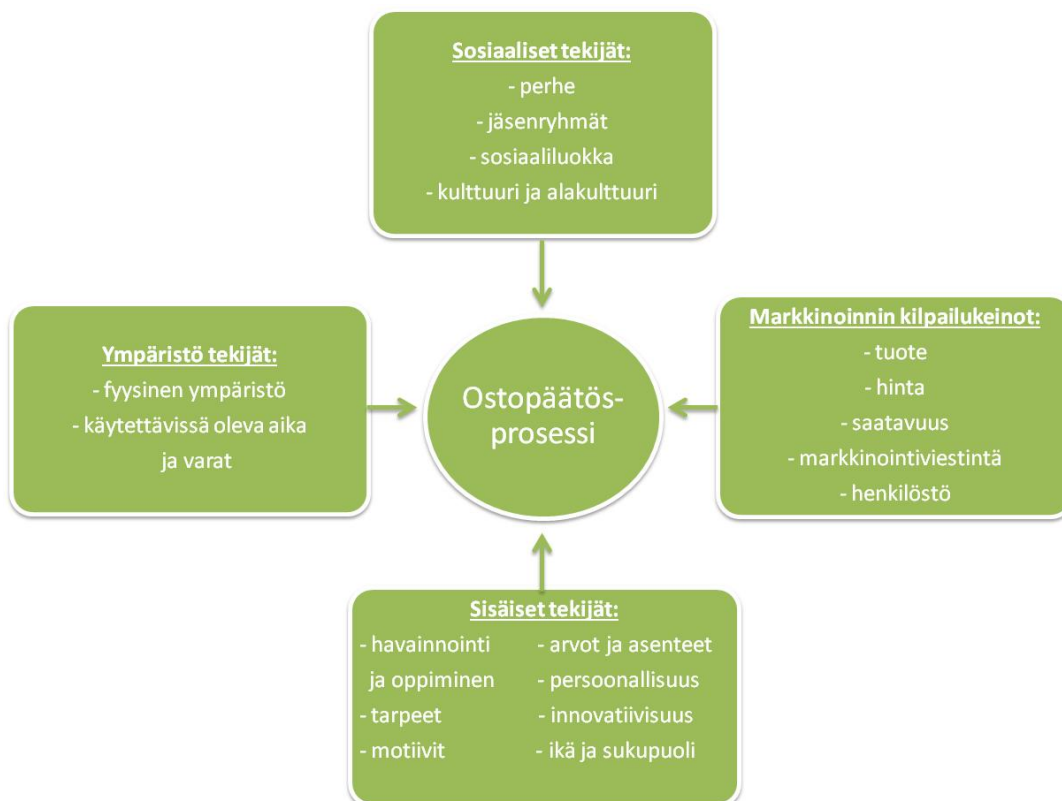 Sosiaaliset tekijät:
- perhe
- jäsenryhmät
- sosiaaliluokka
- kulttuuri ja alakulttuuri
Ympäristö tekijät:
- fyysinen ympäristö
- käytettävissä oleva aika
ja varat
Ostopäätös-
prosessi
Markkinoinnin kilpailukeinot:
- tuote
- hinta
- saatavuus
- markkinointiviestintä
- henkilöstö
Sisäiset tekijät:
- havainnointi
ja oppiminen
- tarpeet
- motiivit
- arvot ja asenteet
- persoonallisuus
- innovatiivisuus
- ikä ja sukupuoli